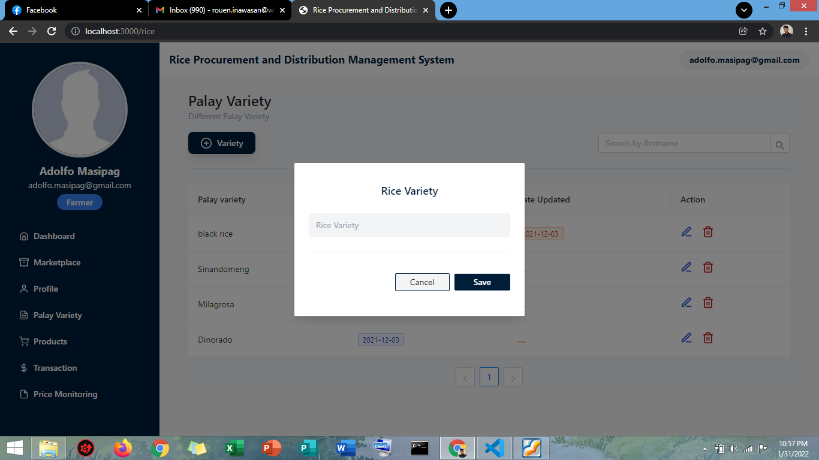 Facebook
Inbox (990) - rouen.inawasan@w
Rice Procurement and Distributio
localhost:3000/rice
Rice Procurement and Distribution Management System
adolfo.masipag@gmail.com
Adolfo Masipag
adolfo.masipag@gmail.com
Farmer
Dashboard
Marketplace
Profile
Palay Variety
Products
Transaction
Price Monitoring
Palay Variety
Different Palay Variety
Variety
Search by firstname
Palay variety
ate Updated
Action
black rice
021-12-03
Sinandomeng
Milagrosa
Dinorado
2021-12-03
1
Rice Variety
Rice Variety
Cancel
Save
10:57 PM
1/31/2022